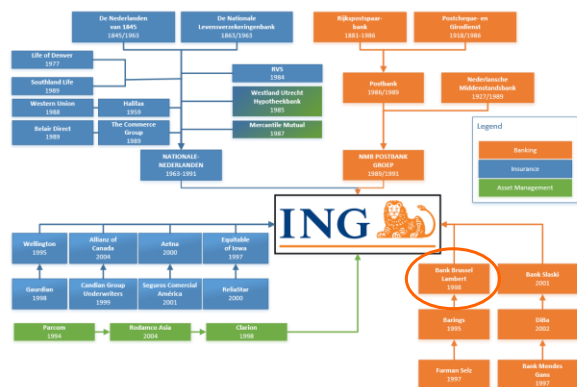 De Nederlanden
van 1845
1845/1963
De Nationale
Levensverzekeringenbank
1863/1963
Rijkspostspaar-
bank
1881-1986
Postcheque- en
Girodienst
1918/1986
Life of Denver
1977
Southland Life
1989
Western Union
1988
Halifax
1959
Belair Direct
1989
The Commerce
Group
1989
RVS
1984
Westland Utrecht
Hypotheekbank
1985
Mercantile Mutual
1987
Postbank
1986/1989
Nederlansche
Middenstandsbank
1927/1989
Legend
Banking
Insurance
Asset Management
NATIONALE-
NEDERLANDEN
1963-1991
NMB POSTBANK
GROEP
1989/1991
ING
Wellington
1995
Allianz of
Canada
2004
Aetna
2000
Equitable
of Iowa
1997
Gaurdian
1998
Candian Group
Underwriters
1999
Seguros Comercial
América
2001
ReliaStar
2000
Parcom
1994
Rodamco Asia
2004
Clarion
1998
Bank Brussel
Lambert
1998
Bank Slaski
2001
Barings
1995
DiBa
2002
Furman Selz
1997
Bank Mendes
Gans
1997